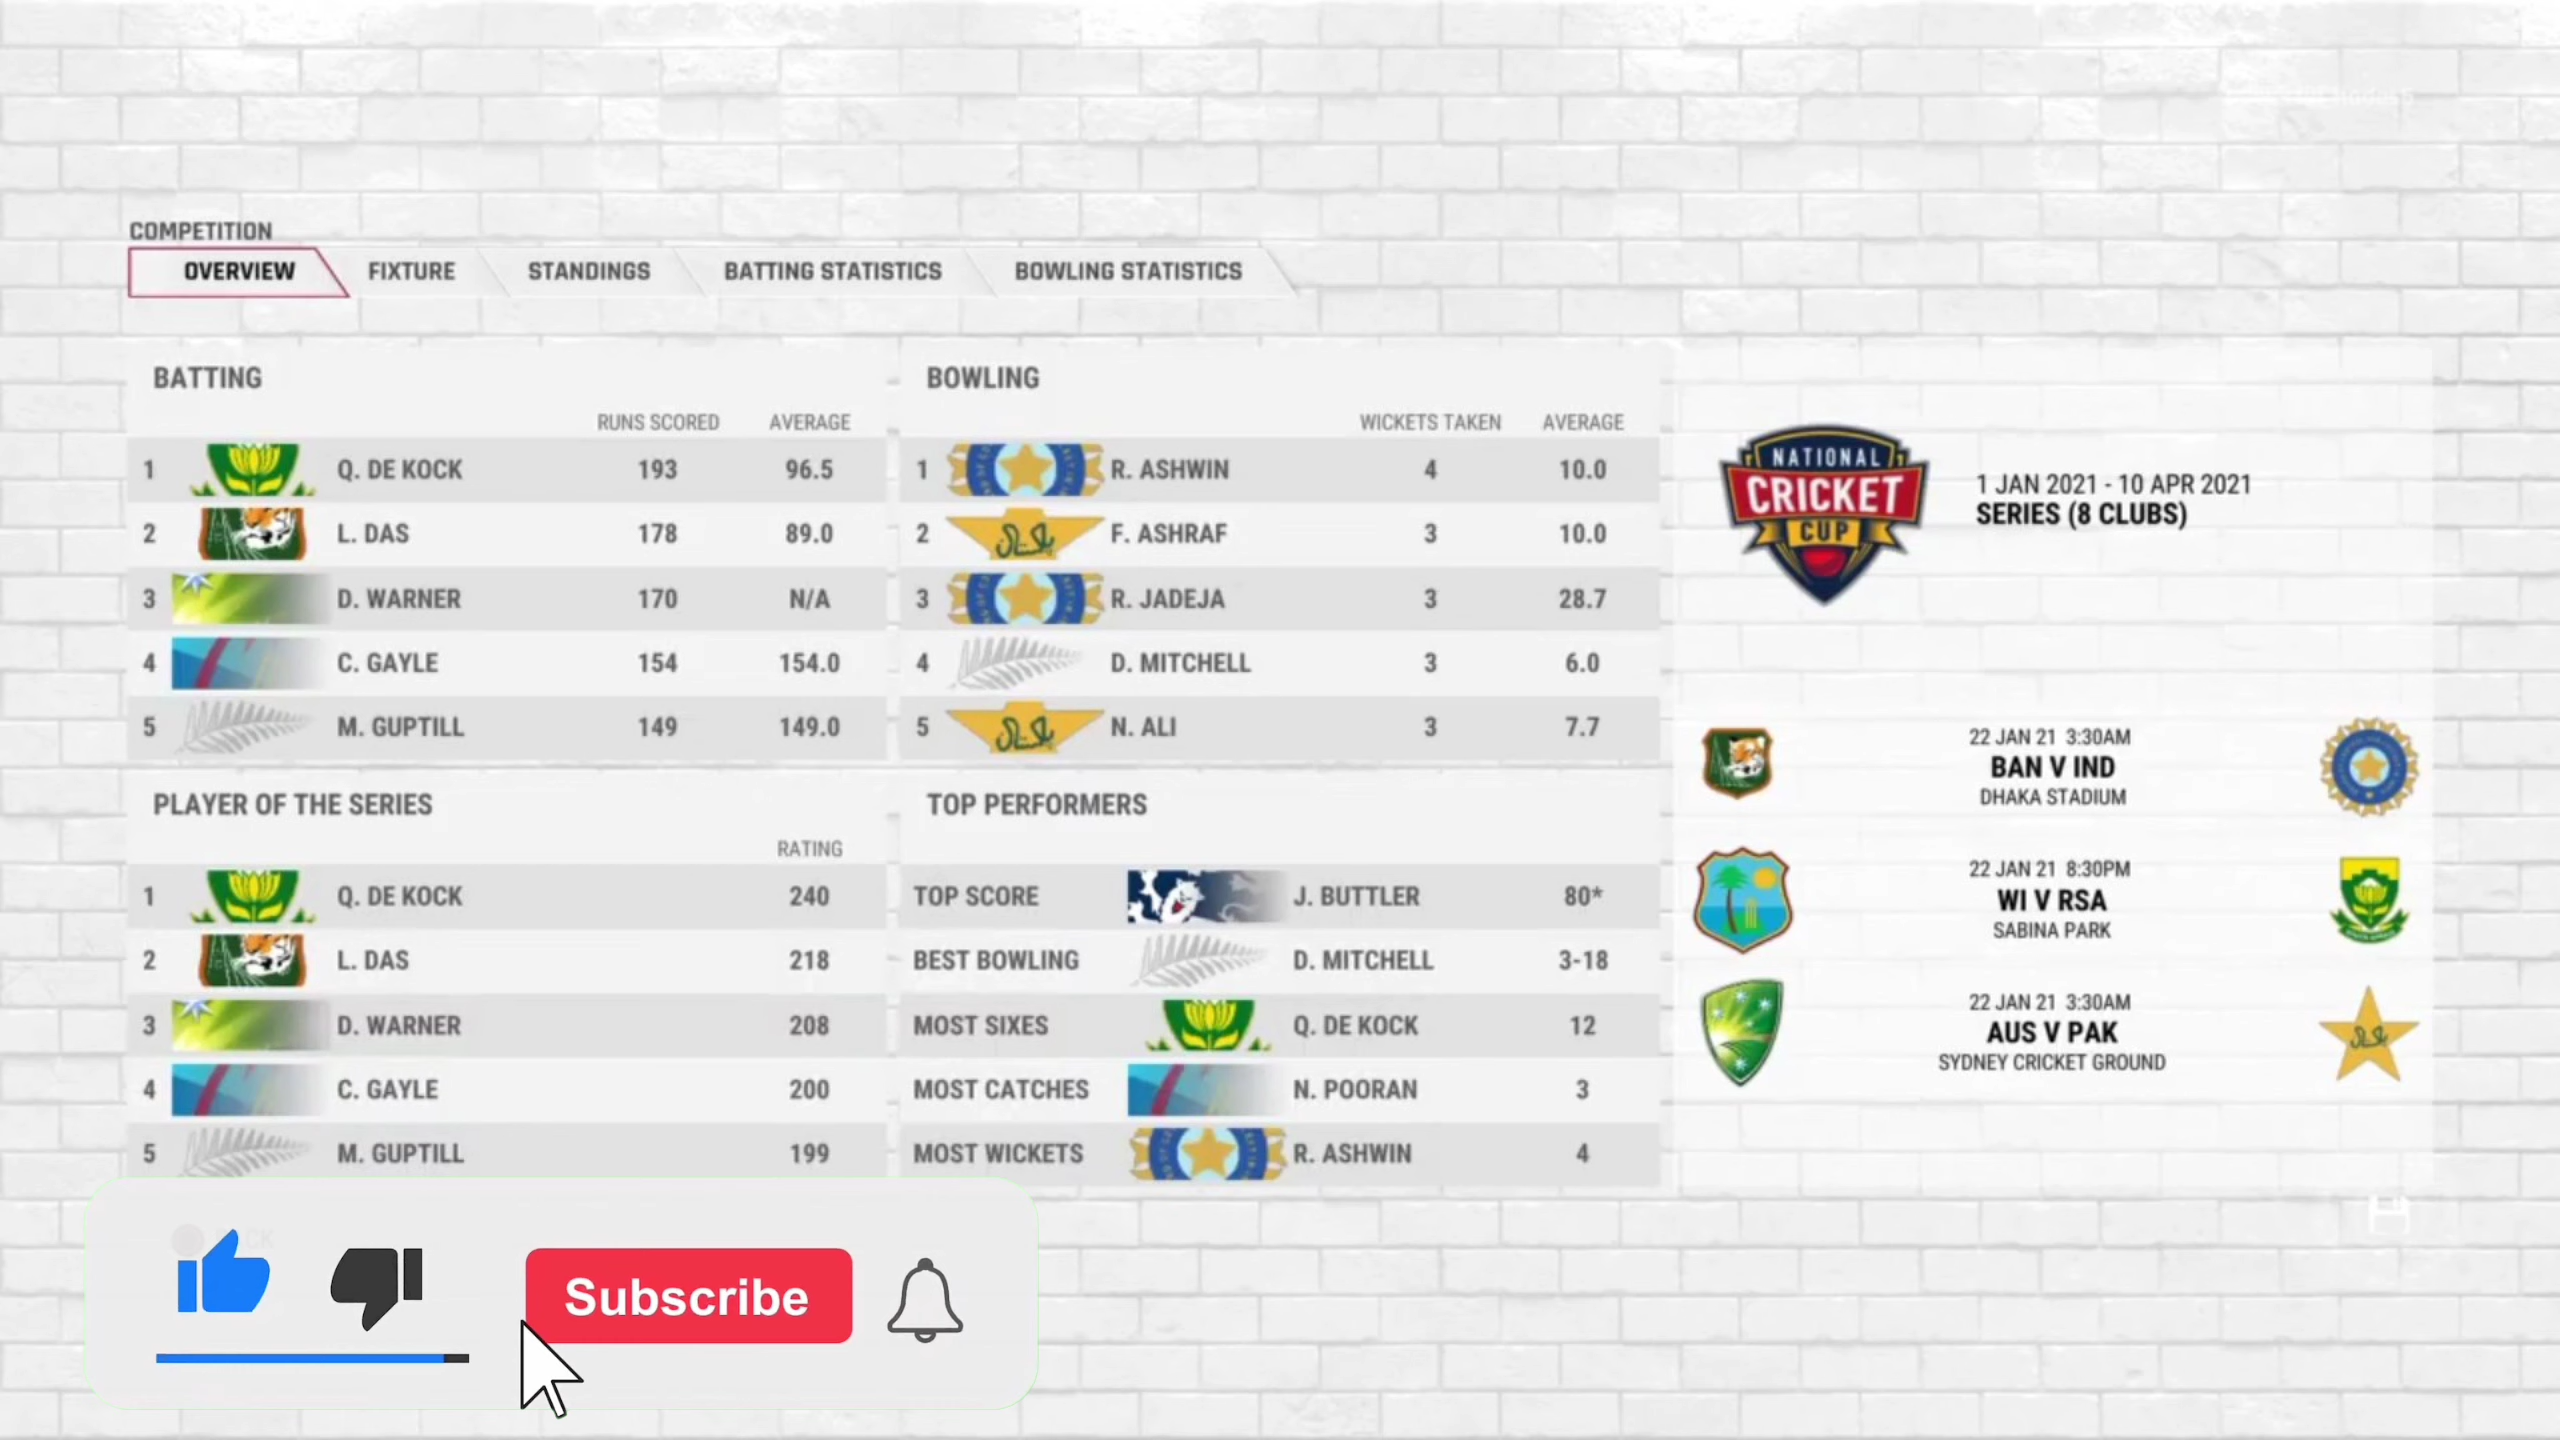 COMPETITION
OVERVIEW FIXTURE STANDINGS BATTING STATISTICS BOWLING STATISTICS
BATTING
RUNS SCORED AVERAGE
1 Q. DE KOCK 193 96.5
2 L. DAS 178 89.0
3 D. WARNER 170 N/A
4 C. GAYLE 154 154.0
5 M. GUPTILL 149 149.0
BOWLING
WICKETS TAKEN AVERAGE
1 R. ASHWIN 4 10.0
2 F. ASHRAF 3 10.0
3 R. JADEJA 3 28.7
4 D. MITCHELL 3 6.0
5 N. ALI 3 7.7
PLAYER OF THE SERIES
RATING
1 Q. DE KOCK 240
2 L. DAS 218
3 D. WARNER 208
4 C. GAYLE 200
5 M. GUPTILL 199
TOP PERFORMERS
TOP SCORE J. BUTTLER 80*
BEST BOWLING D. MITCHELL 3-18
MOST SIXES Q. DE KOCK 12
MOST CATCHES N. POORAN 3
MOST WICKETS R. ASHWIN 4
NATIONAL
CRICKET
CUP
1 JAN 2021 - 10 APR 2021
SERIES (8 CLUBS)
22 JAN 21 3:30AM
BAN V IND
DHAKA STADIUM
22 JAN 21 8:30PM
WI V RSA
SABINA PARK
22 JAN 21 3:30AM
AUS V PAK
SYDNEY CRICKET GROUND
Subscribe